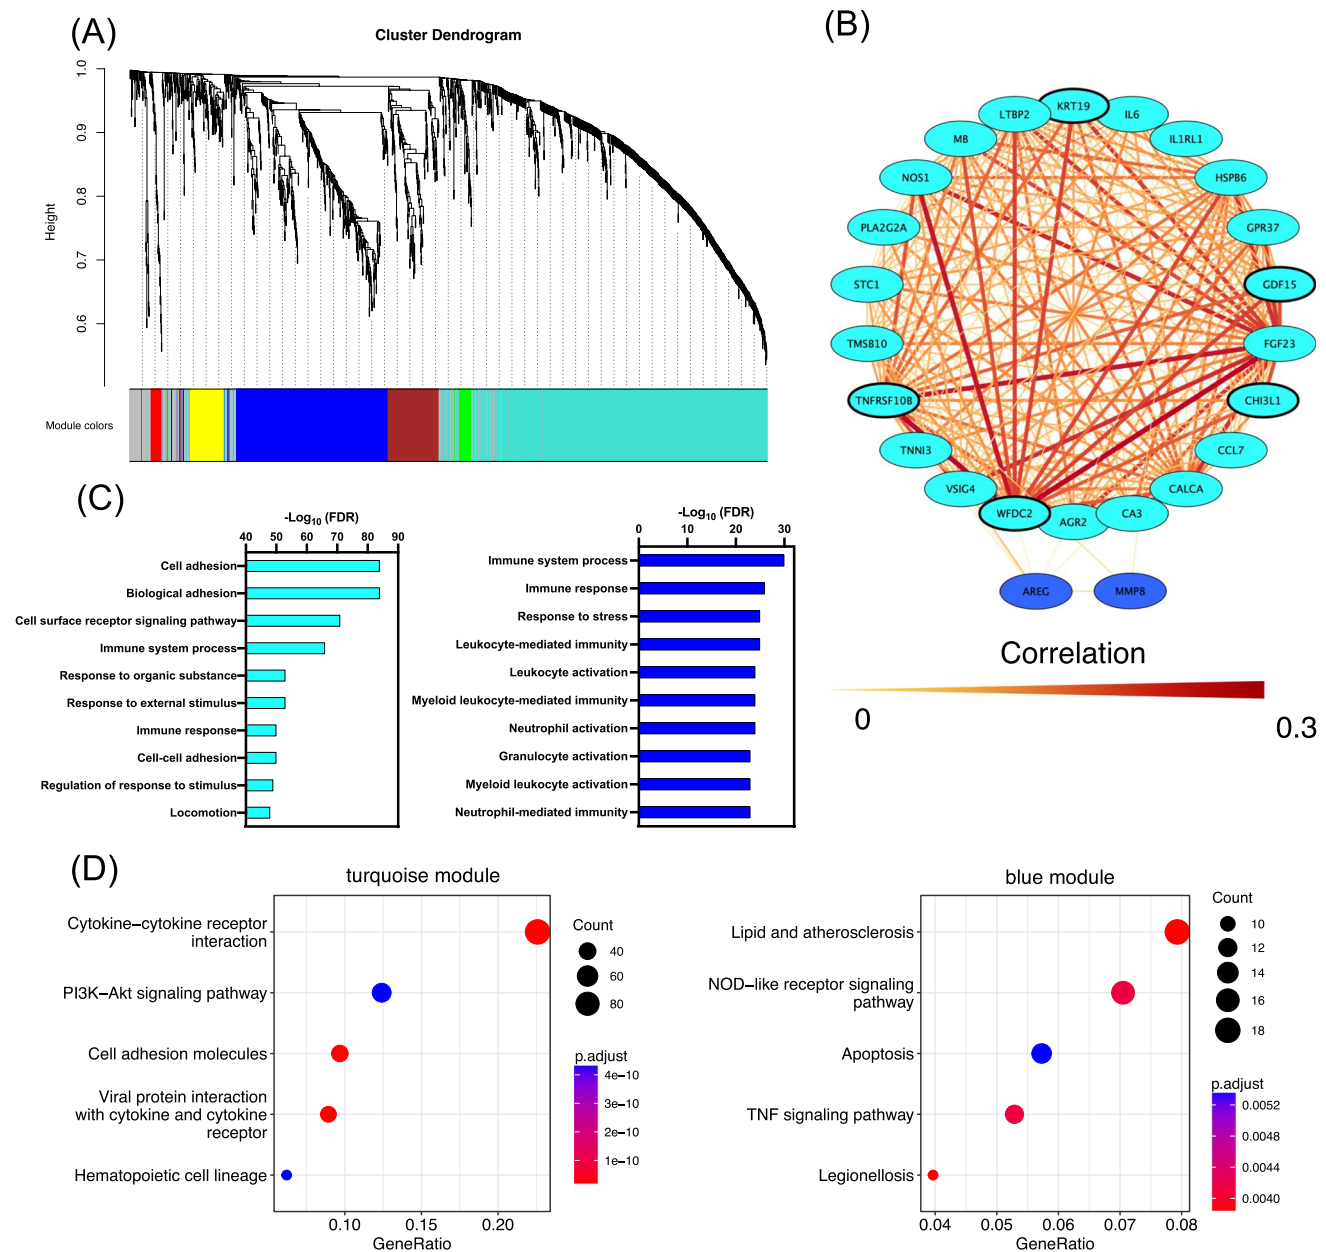 (A)
Cluster Dendrogram
Height
1.0
0.9
0.8
0.7
0.6
Module colors
(B)
KRT19
LTBP2
IL6
MB
IL1RL1
NOS1
HSPB6
PLA2G2A
GPR37
STC1
GDF15
TMSB10
FGF23
TNFRSF10B
CHI3L1
TNNI3
CCL7
VSIG4
CALCA
WFDC2
AGR2
CA3
AREG
MMP8
Correlation
0
0.3
(C)
-Log10 (FDR)
40 50 60 70 80 90
Cell adhesion
Biological adhesion
Cell surface receptor signaling pathway
Immune system process
Response to organic substance
Response to external stimulus
Immune response
Cell-cell adhesion
Regulation of response to stimulus
Locomotion
-Log10 (FDR)
0 10 20 30
Immune system process
Immune response
Response to stress
Leukocyte-mediated immunity
Leukocyte activation
Myeloid leukocyte-mediated immunity
Neutrophil activation
Granulocyte activation
Myeloid leukocyte activation
Neutrophil-mediated immunity
(D)
turquoise module
Cytokine−cytokine receptor
interaction
PI3K−Akt signaling pathway
Cell adhesion molecules
Viral protein interaction
with cytokine and cytokine
receptor
Hematopoietic cell lineage
0.10 0.15 0.20
GeneRatio
Count
40
60
80
p.adjust
4e−10
3e−10
2e−10
1e−10
blue module
Lipid and atherosclerosis
NOD−like receptor signaling
pathway
Apoptosis
TNF signaling pathway
Legionellosis
0.04 0.05 0.06 0.07 0.08
GeneRatio
Count
10
12
14
16
18
p.adjust
0.0052
0.0048
0.0044
0.0040